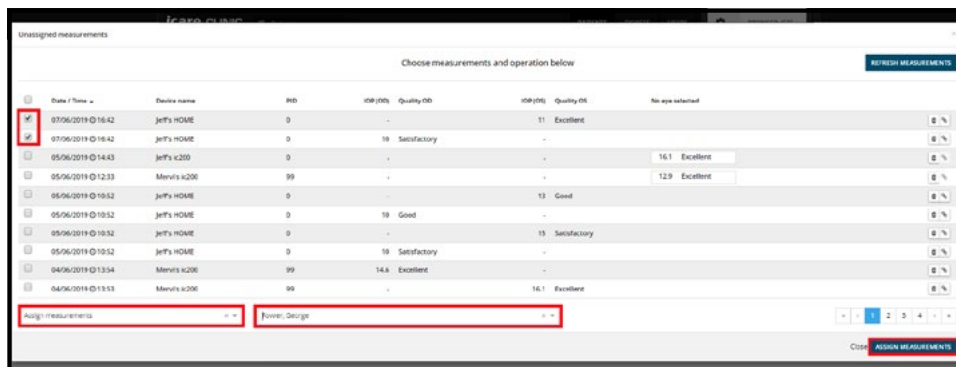 icare CLINIC
Unassigned measurements
Choose measurements and operation below
REFRESH MEASUREMENTS
Date / Time Device name PID IOP (OD) Quality OD IOP (OS) Quality OS No eye selected
07/06/2019 16:42 Jeff's HOME 0 - 11 Excellent
07/06/2019 16:42 Jeff's HOME 0 10 Satisfactory -
05/06/2019 14:43 Jeff's ic200 0 - - 16.1 Excellent
05/06/2019 12:33 Mervi's ic200 99 - - 12.9 Excellent
05/06/2019 10:52 Jeff's HOME 0 - 13 Good
05/06/2019 10:52 Jeff's HOME 0 10 Good -
05/06/2019 10:52 Jeff's HOME 0 - 15 Satisfactory
05/06/2019 10:52 Jeff's HOME 0 10 Satisfactory -
04/06/2019 13:54 Mervi's ic200 99 14.6 Excellent -
04/06/2019 13:53 Mervi's ic200 99 - 16.1 Excellent
Assign measurements Power, George « ‹ 1 2 3 4 › »
Close ASSIGN MEASUREMENTS